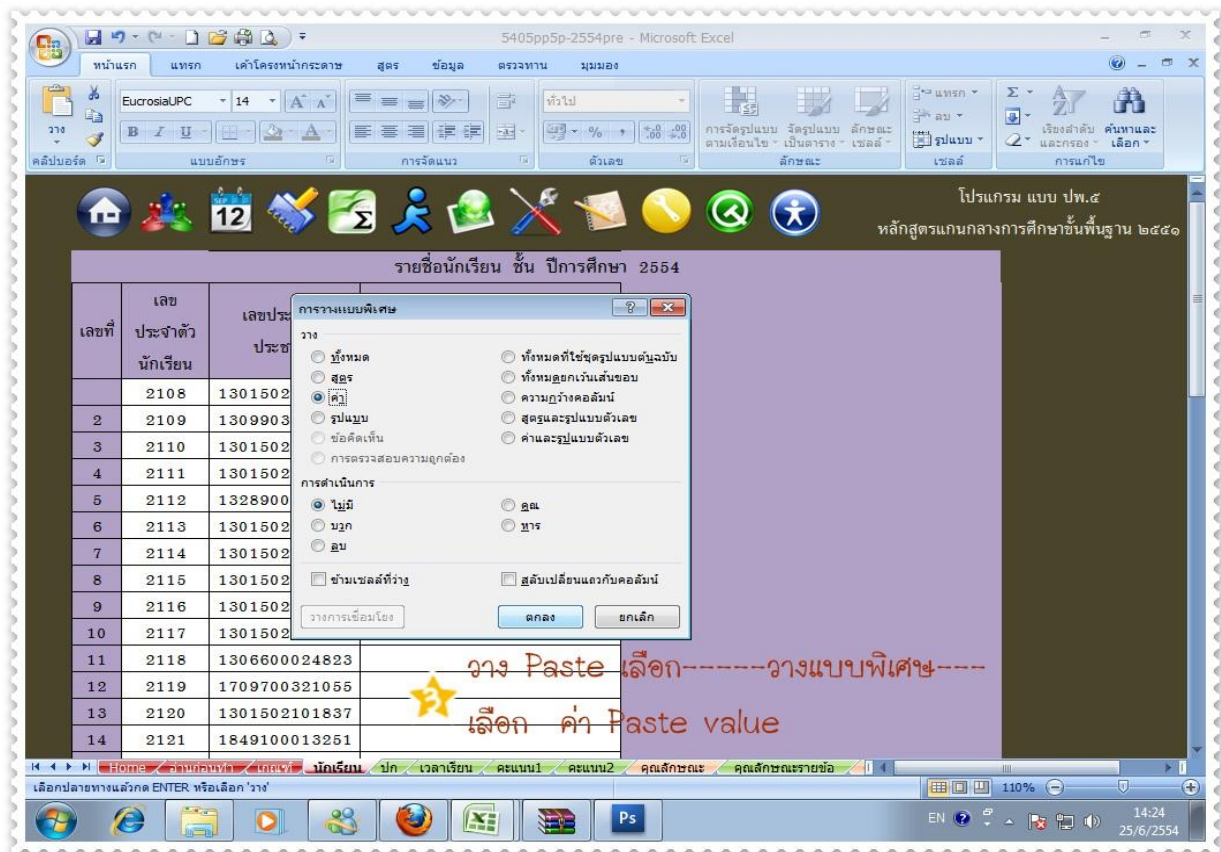 5405pp5p-2554pre - Microsoft Excel
หน้าแรก แทรก เค้าโครงหน้ากระดาษ สูตร ข้อมูล ตรวจทาน มุมมอง
EucrosiaUPC 14 A A ทั่วไป แทรก Σ
วาง B I U A % , ลบ
การจัดรูปแบบตามเงื่อนไข จัดรูปแบบเป็นตาราง ลักษณะเซลล์ รูปแบบ เรียงลำดับและกรอง ค้นหาและเลือก
คลิปบอร์ด แบบอักษร การจัดแนว ตัวเลข ลักษณะ เซลล์ การแก้ไข
SEP 12
โปรแกรม แบบ ปพ.๕
หลักสูตรแกนกลางการศึกษาขั้นพื้นฐาน ๒๕๕๑
รายชื่อนักเรียน ชั้น ปีการศึกษา 2554
เลขที่
เลขประจำตัวนักเรียน
เลขประ
ประช
2108 1301502
2 2109 1309903
3 2110 1301502
4 2111 1301502
5 2112 1328900
6 2113 1301502
7 2114 1301502
8 2115 1301502
9 2116 1301502
10 2117 1301502
11 2118 1306600024823
12 2119 1709700321055
13 2120 1301502101837
14 2121 1849100013251
การวางแบบพิเศษ
วาง
ทั้งหมด ทั้งหมดที่ใช้ชุดรูปแบบต้นฉบับ
สูตร ทั้งหมดยกเว้นเส้นขอบ
ค่า ความกว้างคอลัมน์
รูปแบบ สูตรและรูปแบบตัวเลข
ข้อคิดเห็น ค่าและรูปแบบตัวเลข
การตรวจสอบความถูกต้อง
การดำเนินการ
ไม่มี คูณ
บวก หาร
ลบ
ข้ามเซลล์ที่ว่าง สลับเปลี่ยนแถวกับคอลัมน์
วางการเชื่อมโยง ตกลง ยกเลิก
วาง Paste เลือก-----วางแบบพิเศษ---
3
เลือก ค่า Paste value
Home อ่านก่อนทำ เกณฑ์ นักเรียน ปก เวลาเรียน คะแนน1 คะแนน2 คุณลักษณะ คุณลักษณะรายข้อ
เลือกปลายทางแล้วกด ENTER หรือเลือก 'วาง' 110%
Ps EN 14:24
25/6/2554